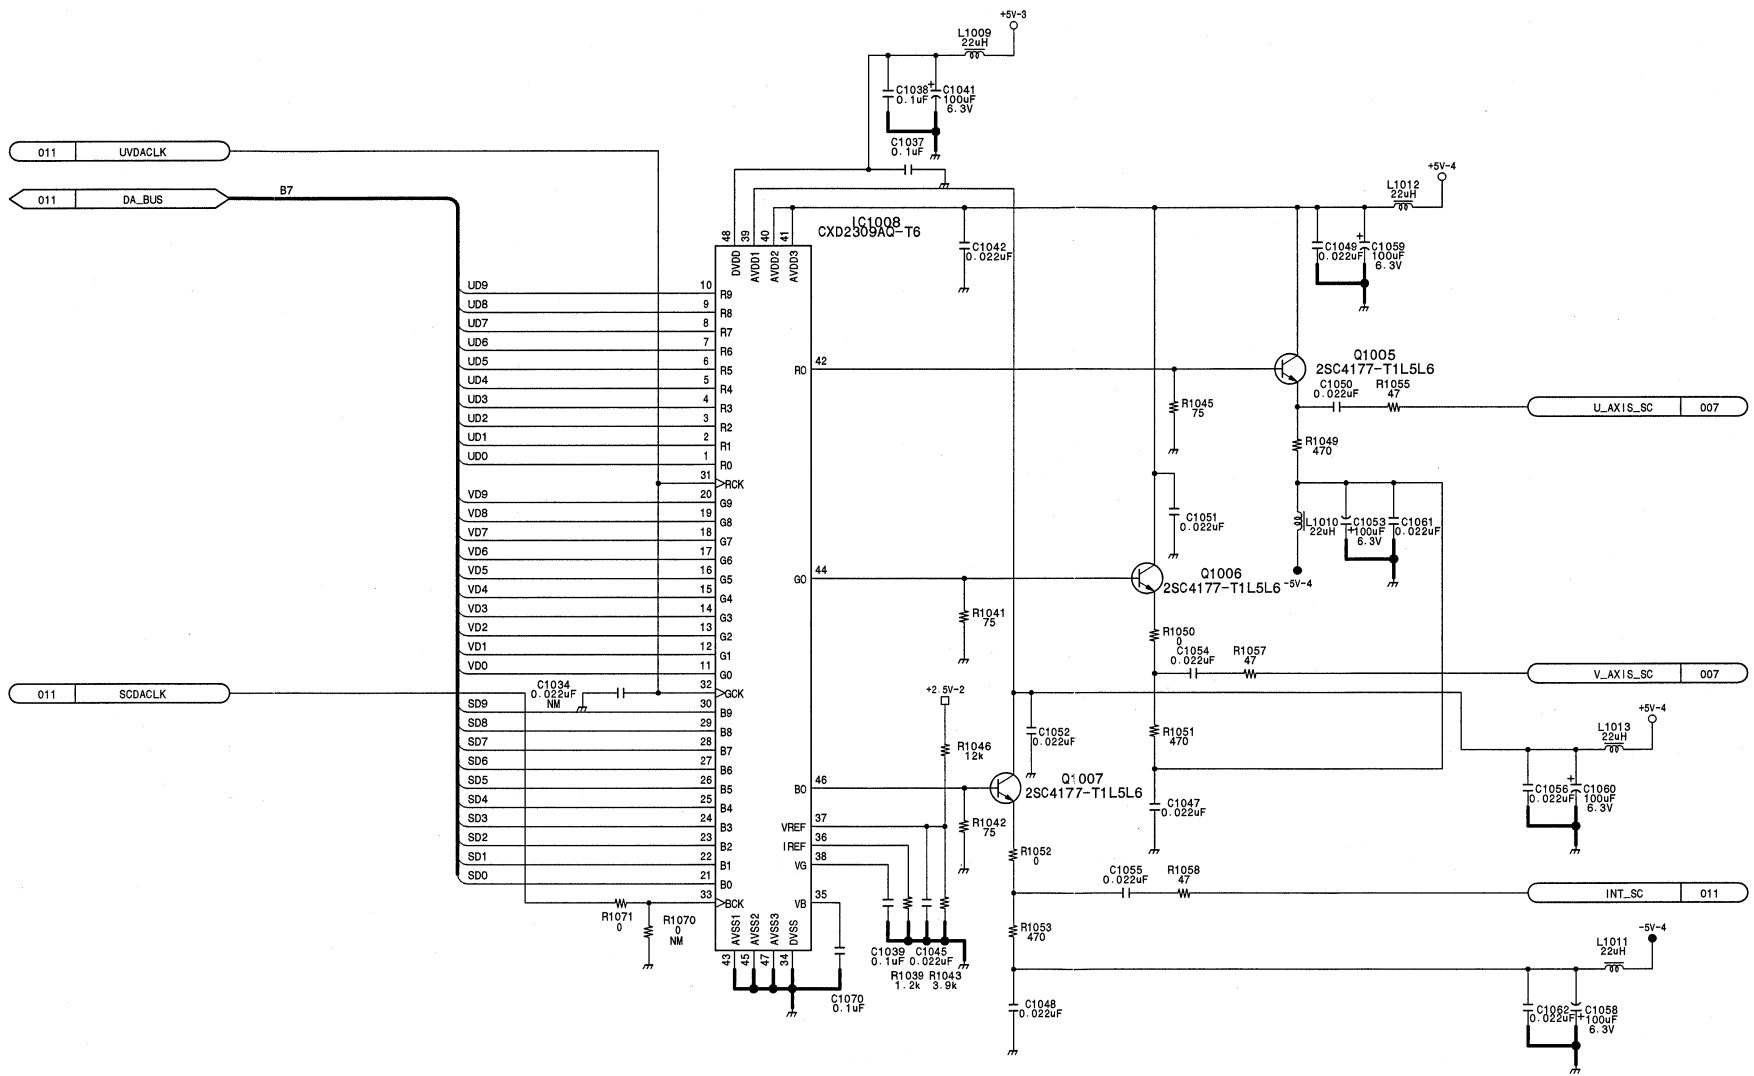 +5V-3
L1009
22uH
C1038
0.1uF
+
C1041
100uF
6.3V
C1037
0.1uF
011 UVDACLK
011 DA_BUS
B7
+5V-4
L1012
22uH
IC1008
CXD2309AQ-T6
48 39 40 41
DVDD AVDD1 AVDD2 AVDD3
C1042
0.022uF
C1049
0.022uF
+
C1059
100uF
6.3V
UD9 10 R9
UD8 9 R8
UD7 8 R7
UD6 7 R6
UD5 6 R5
UD4 5 R4
UD3 4 R3
UD2 3 R2
UD1 2 R1
UD0 1 R0
31 RCK
VD9 20 G9
VD8 19 G8
VD7 18 G7
VD6 17 G6
VD5 16 G5
VD4 15 G4
VD3 14 G3
VD2 13 G2
VD1 12 G1
VD0 11 G0
32 GCK
SD9 30 B9
SD8 29 B8
SD7 28 B7
SD6 27 B6
SD5 26 B5
SD4 25 B4
SD3 24 B3
SD2 23 B2
SD1 22 B1
SD0 21 B0
33 BCK
RO 42
GO 44
BO 46
VREF 37
IREF 36
VG 38
VB 35
AVSS1 AVSS2 AVSS3 DVSS
43 45 47 34
011 SCDACLK
C1034
0.022uF
NM
R1071
0
R1070
0
NM
C1070
0.1uF
Q1005
2SC4177-T1L5L6
R1045
75
C1050
0.022uF
R1055
47
U_AXIS_SC 007
R1049
470
C1051
0.022uF
L1010
22uH
+
C1053
100uF
6.3V
C1061
0.022uF
-5V-4
Q1006
2SC4177-T1L5L6
R1041
75
R1050
0
C1054
0.022uF
R1057
47
V_AXIS_SC 007
+2.5V-2
R1046
12k
C1052
0.022uF
R1051
470
+5V-4
L1013
22uH
Q1007
2SC4177-T1L5L6
R1042
75
C1047
0.022uF
C1056
0.022uF
+
C1060
100uF
6.3V
R1052
0
C1055
0.022uF
R1058
47
INT_SC 011
R1053
470
C1039
0.1uF
C1045
0.022uF
R1039
1.2k
R1043
3.9k
-5V-4
L1011
22uH
C1048
0.022uF
C1062
0.022uF
+
C1058
100uF
6.3V